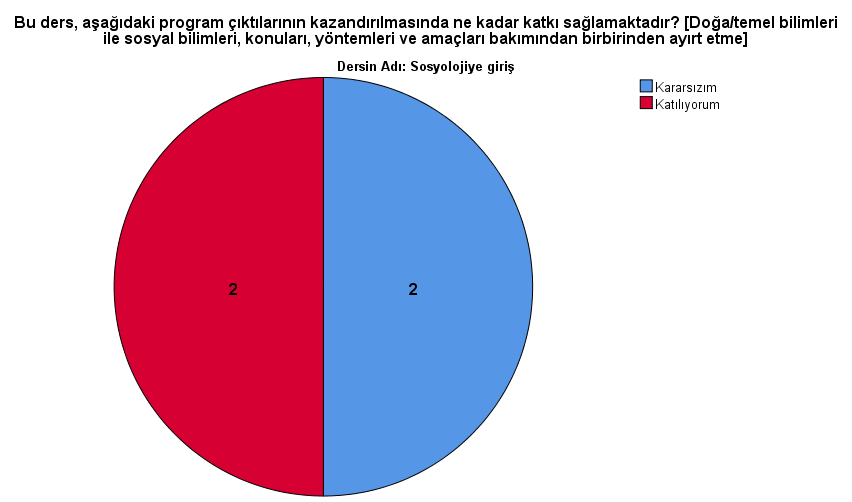 Bu ders, aşağıdaki program çıktılarının kazandırılmasında ne kadar katkı sağlamaktadır? [Doğa/temel bilimleri
ile sosyal bilimleri, konuları, yöntemleri ve amaçları bakımından birbirinden ayırt etme]
Dersin Adı: Sosyolojiye giriş
Kararsızım
Katılıyorum
2
2